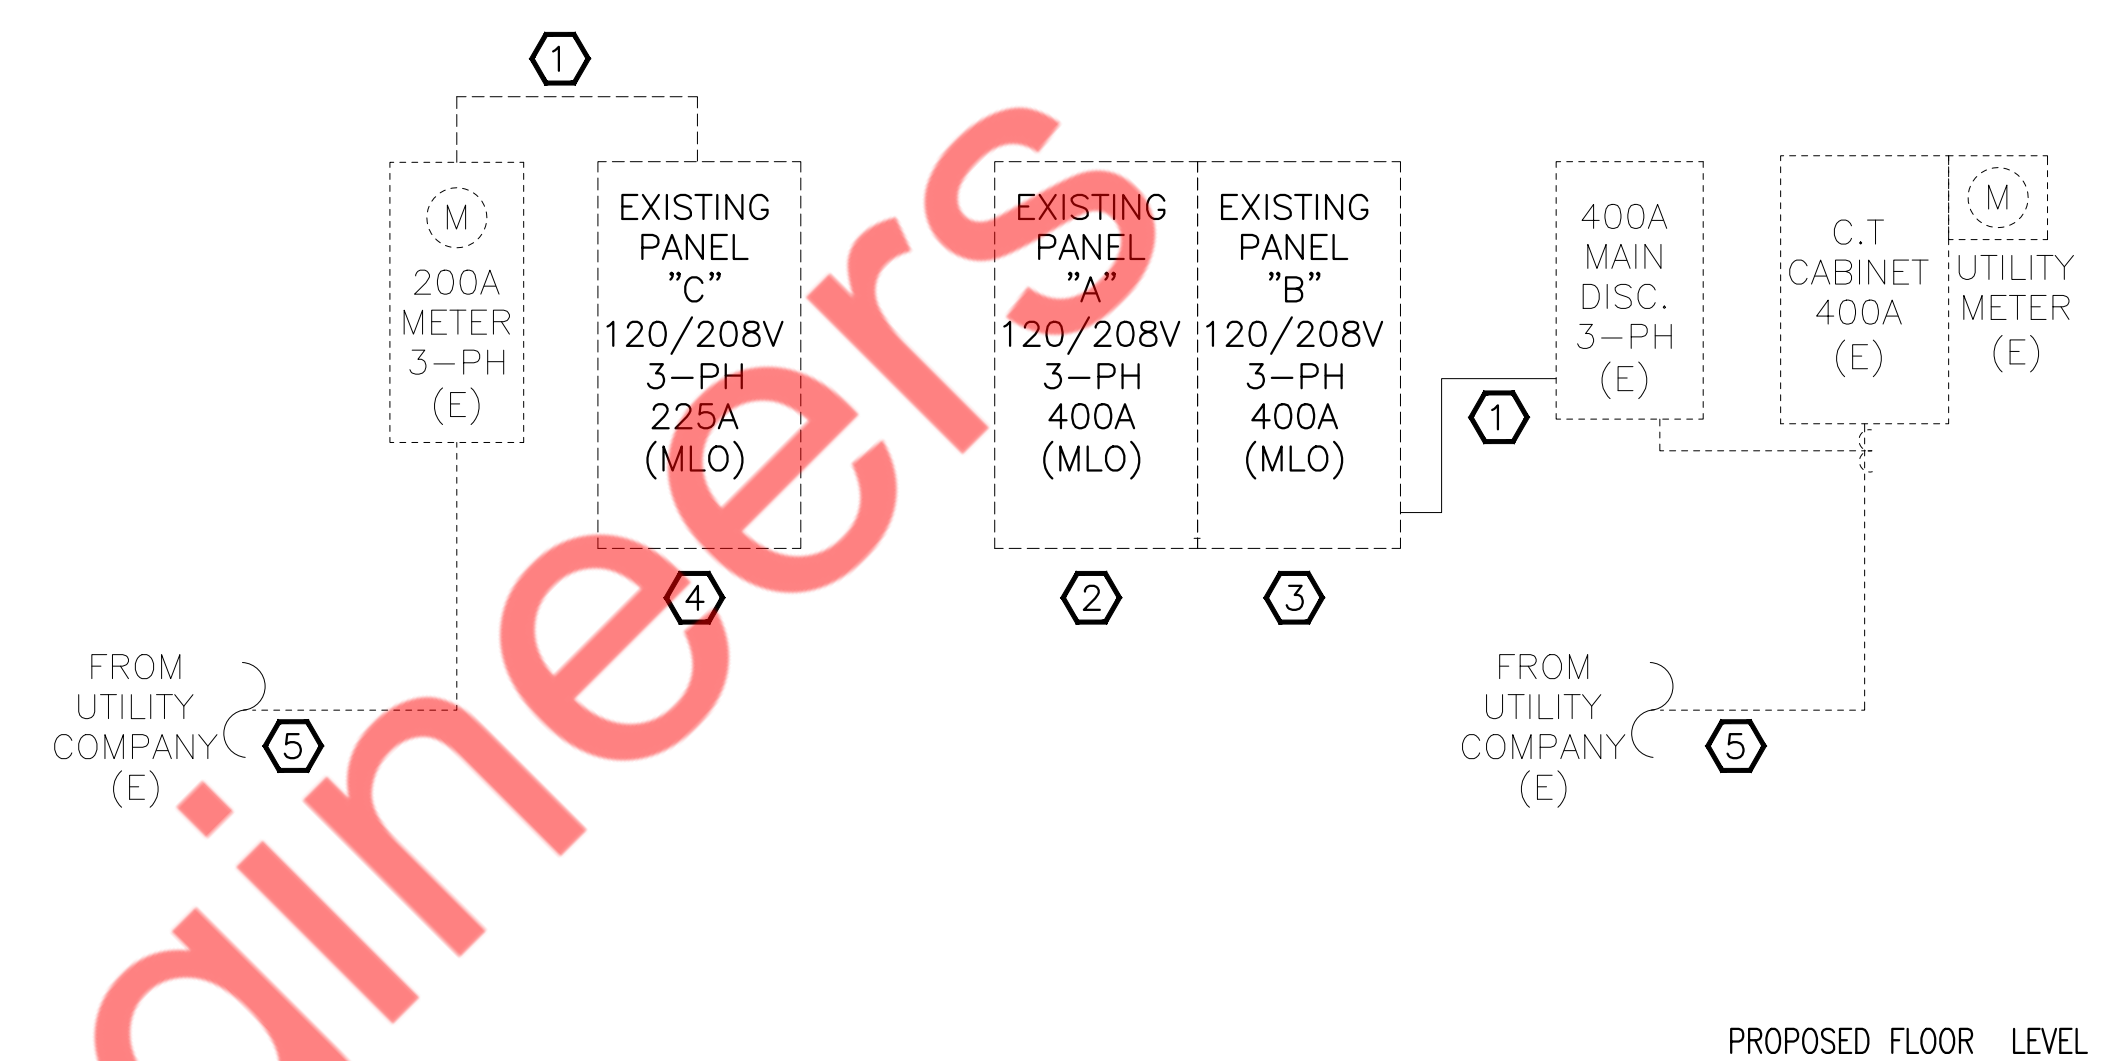 1
M
200A
METER
3-PH
(E)
EXISTING
PANEL
"C"
120/208V
3-PH
225A
(MLO)
4
EXISTING
PANEL
"A"
120/208V
3-PH
400A
(MLO)
2
EXISTING
PANEL
"B"
120/208V
3-PH
400A
(MLO)
3
1
400A
MAIN
DISC.
3-PH
(E)
C.T
CABINET
400A
(E)
M
UTILITY
METER
(E)
FROM
UTILITY
COMPANY
(E)
5
FROM
UTILITY
COMPANY
(E)
5
PROPOSED FLOOR LEVEL
gineers